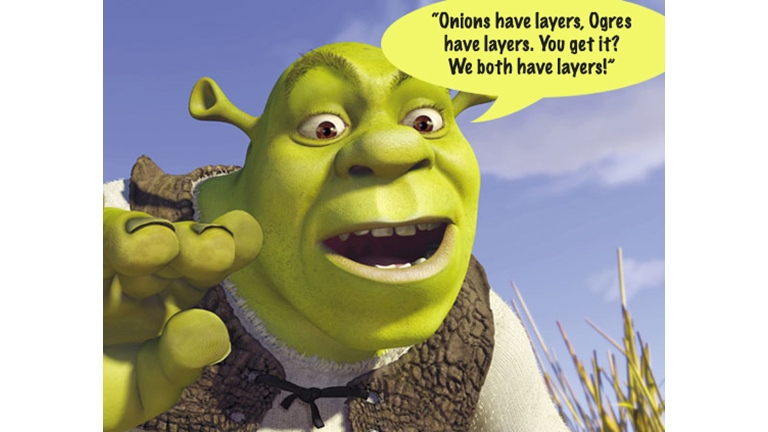 "Onions have layers, Ogres
have layers. You get it?
We both have layers!"